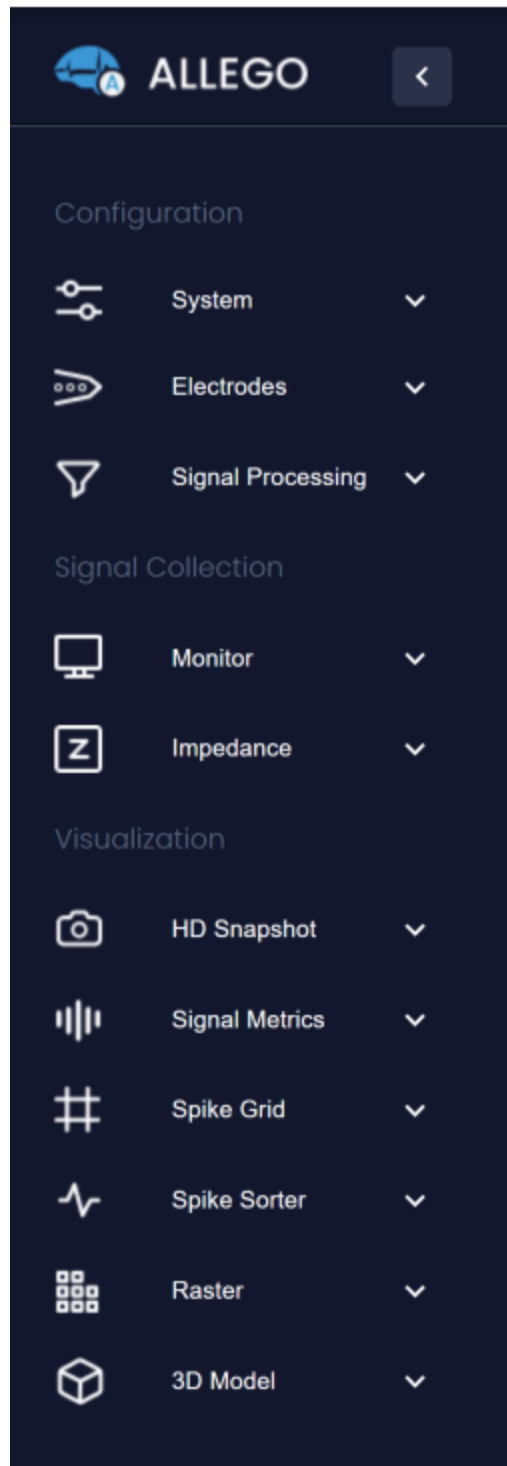 ALLEGO
Configuration
System
Electrodes
Signal Processing
Signal Collection
Monitor
Impedance
Visualization
HD Snapshot
Signal Metrics
Spike Grid
Spike Sorter
Raster
3D Model